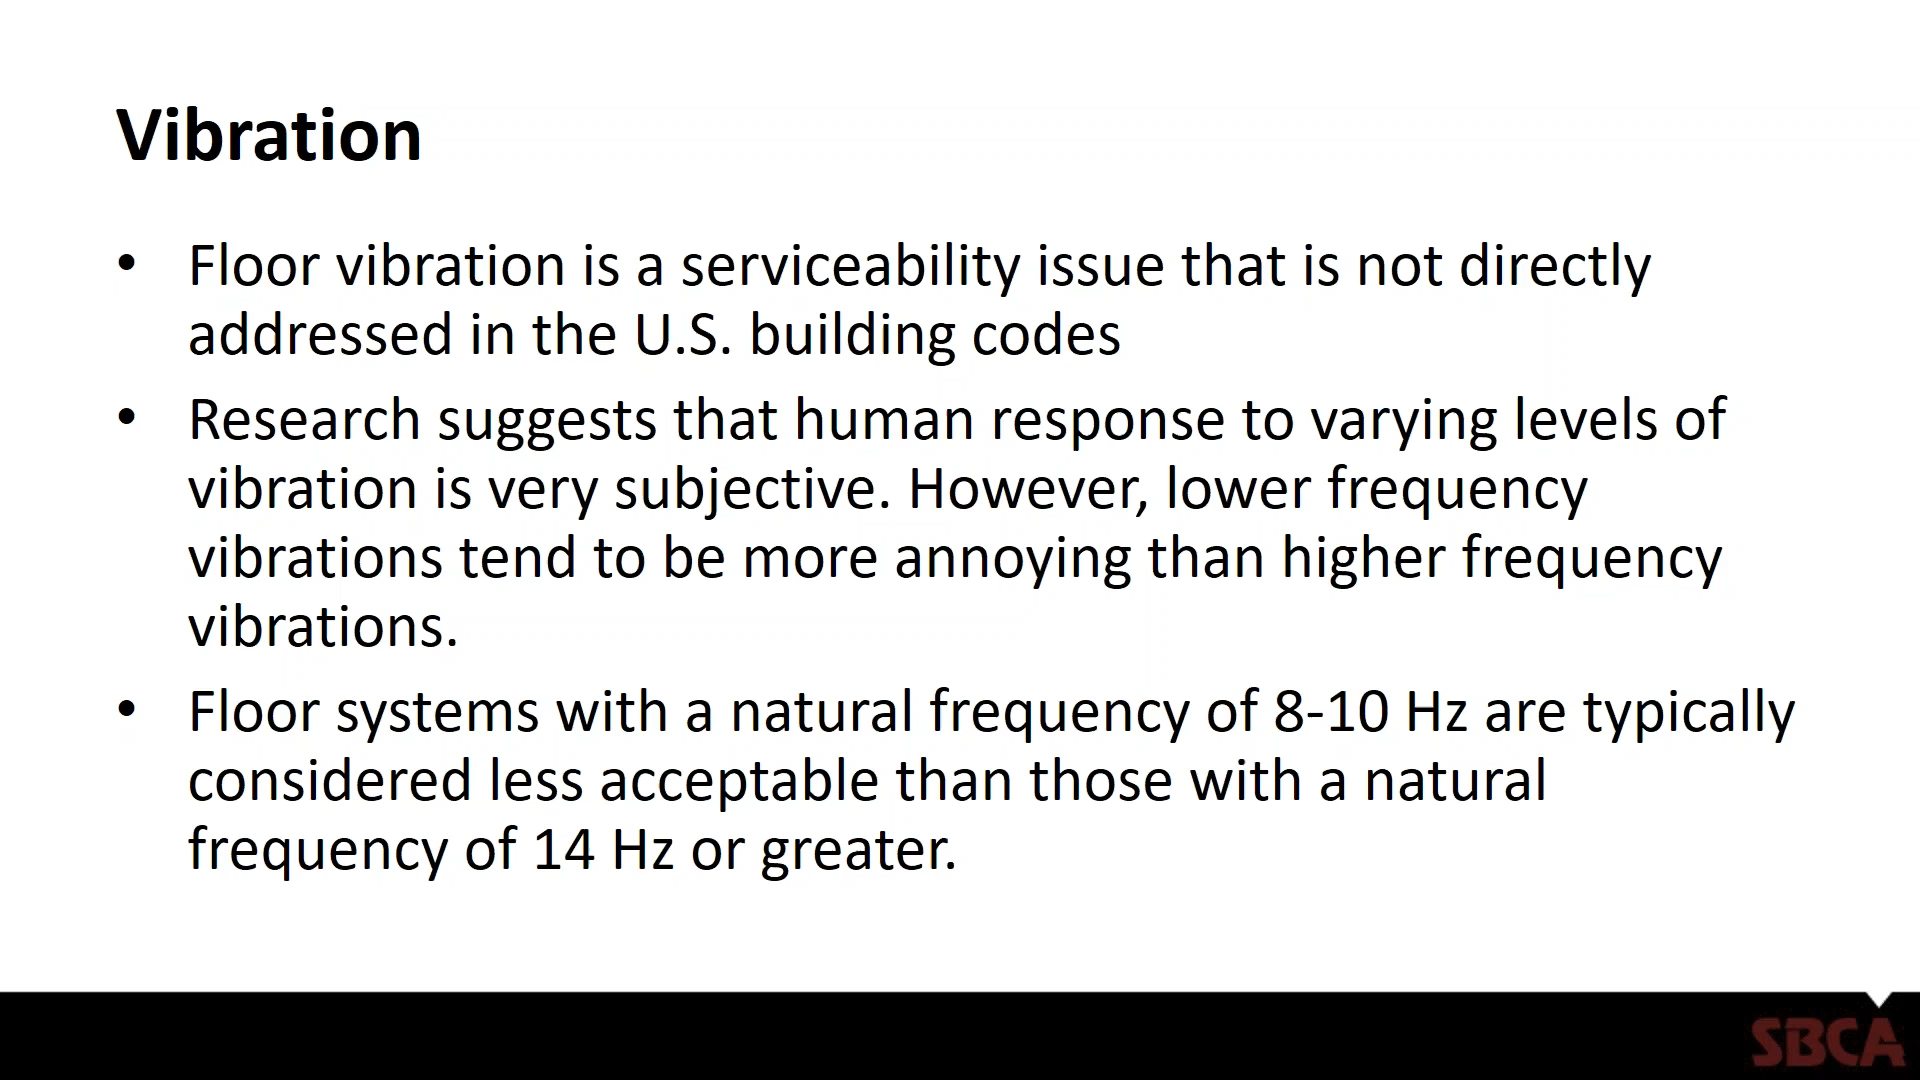 Vibration
• Floor vibration is a serviceability issue that is not directly
addressed in the U.S. building codes
• Research suggests that human response to varying levels of
vibration is very subjective. However, lower frequency
vibrations tend to be more annoying than higher frequency
vibrations.
• Floor systems with a natural frequency of 8-10 Hz are typically
considered less acceptable than those with a natural
frequency of 14 Hz or greater.
SBCA